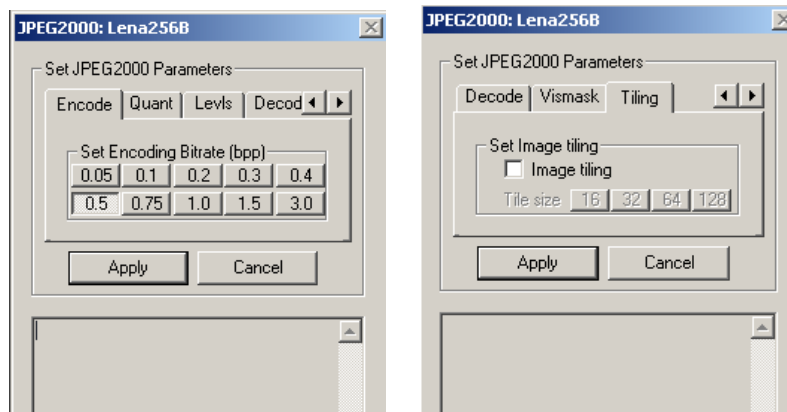 JPEG2000: Lena256B
Set JPEG2000 Parameters
Encode Quant Levls Decod
Set Encoding Bitrate (bpp)
0.05 0.1 0.2 0.3 0.4
0.5 0.75 1.0 1.5 3.0
Apply Cancel
JPEG2000: Lena256B
Set JPEG2000 Parameters
Decode Vismask Tiling
Set Image tiling
Image tiling
Tile size 16 32 64 128
Apply Cancel